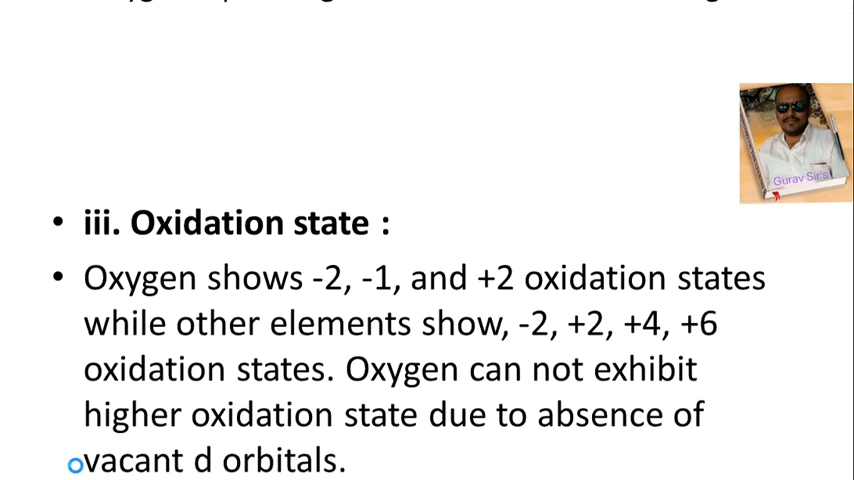 • iii. Oxidation state :
• Oxygen shows -2, -1, and +2 oxidation states
while other elements show, -2, +2, +4, +6
oxidation states. Oxygen can not exhibit
higher oxidation state due to absence of
vacant d orbitals.
Gurav Sir's